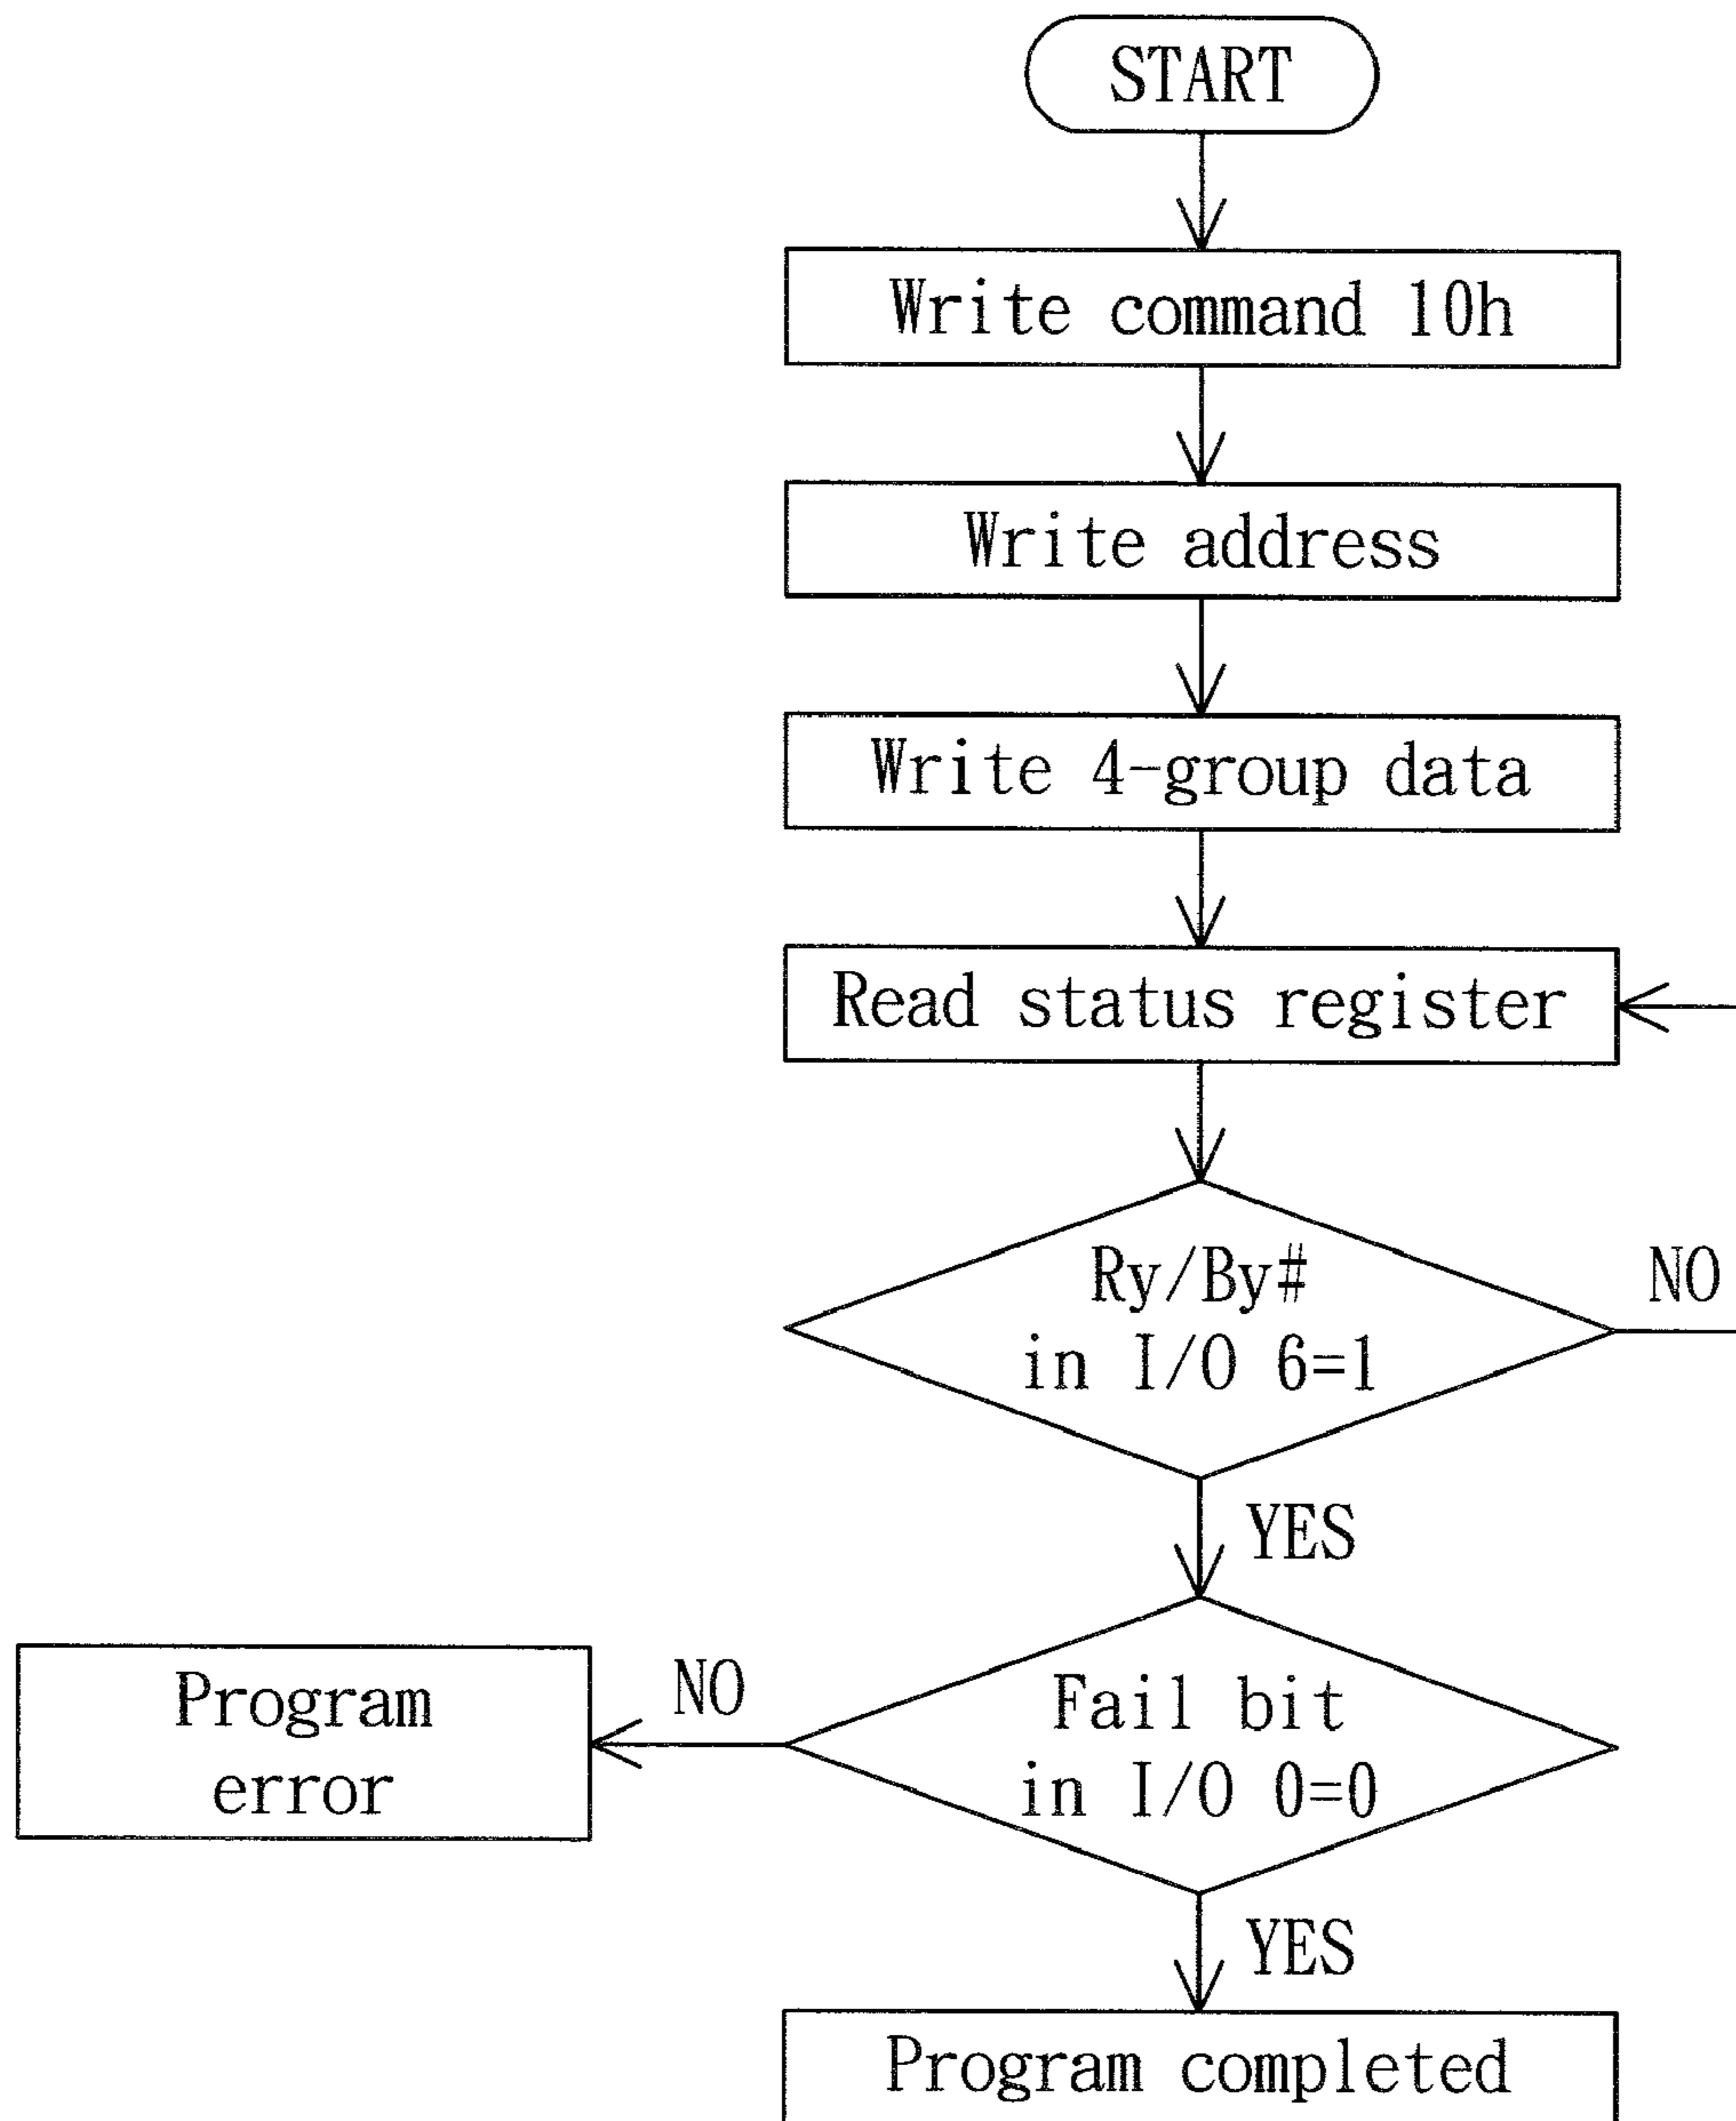 START
Write command 10h
Write address
Write 4-group data
Read status register
Ry/By#
in I/O 6=1
NO
YES
Fail bit
in I/O 0=0
NO
Program
error
YES
Program completed